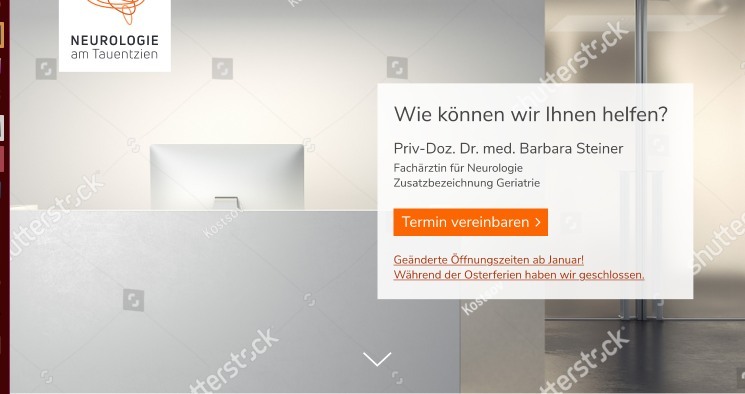 NEUROLOGIE
am Tauentzien
shutterstock
Wie können wir Ihnen helfen?
Priv-Doz. Dr. med. Barbara Steiner
Fachärztin für Neurologie
Zusatzbezeichnung Geriatrie
Termin vereinbaren >
Geänderte Öffnungszeiten ab Januar!
Während der Osterferien haben wir geschlossen.
shutterstock
shutterstock
shutterstock